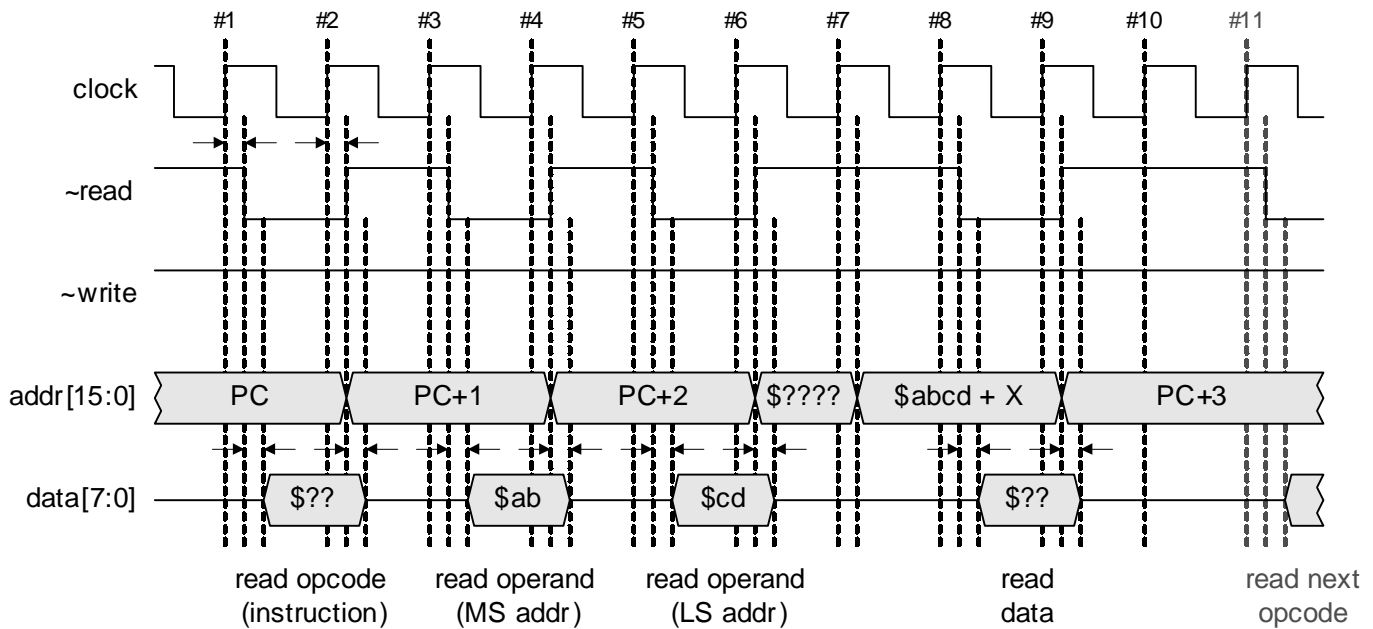 #1 #2 #3 #4 #5 #6 #7 #8 #9 #10 #11
clock
~read
~write
addr[15:0] PC PC+1 PC+2 $???? $abcd + X PC+3
data[7:0] $?? $ab $cd $??
read opcode read operand read operand read read next
(instruction) (MS addr) (LS addr) data opcode